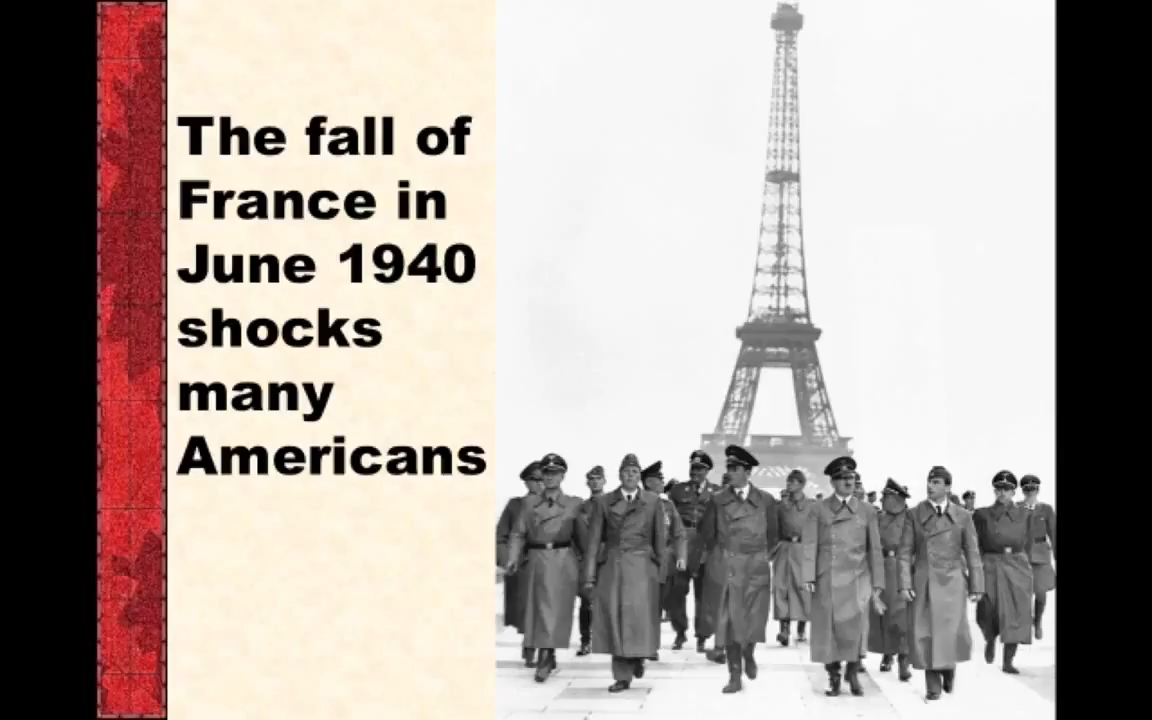 The fall of
France in
June 1940
shocks
many
Americans